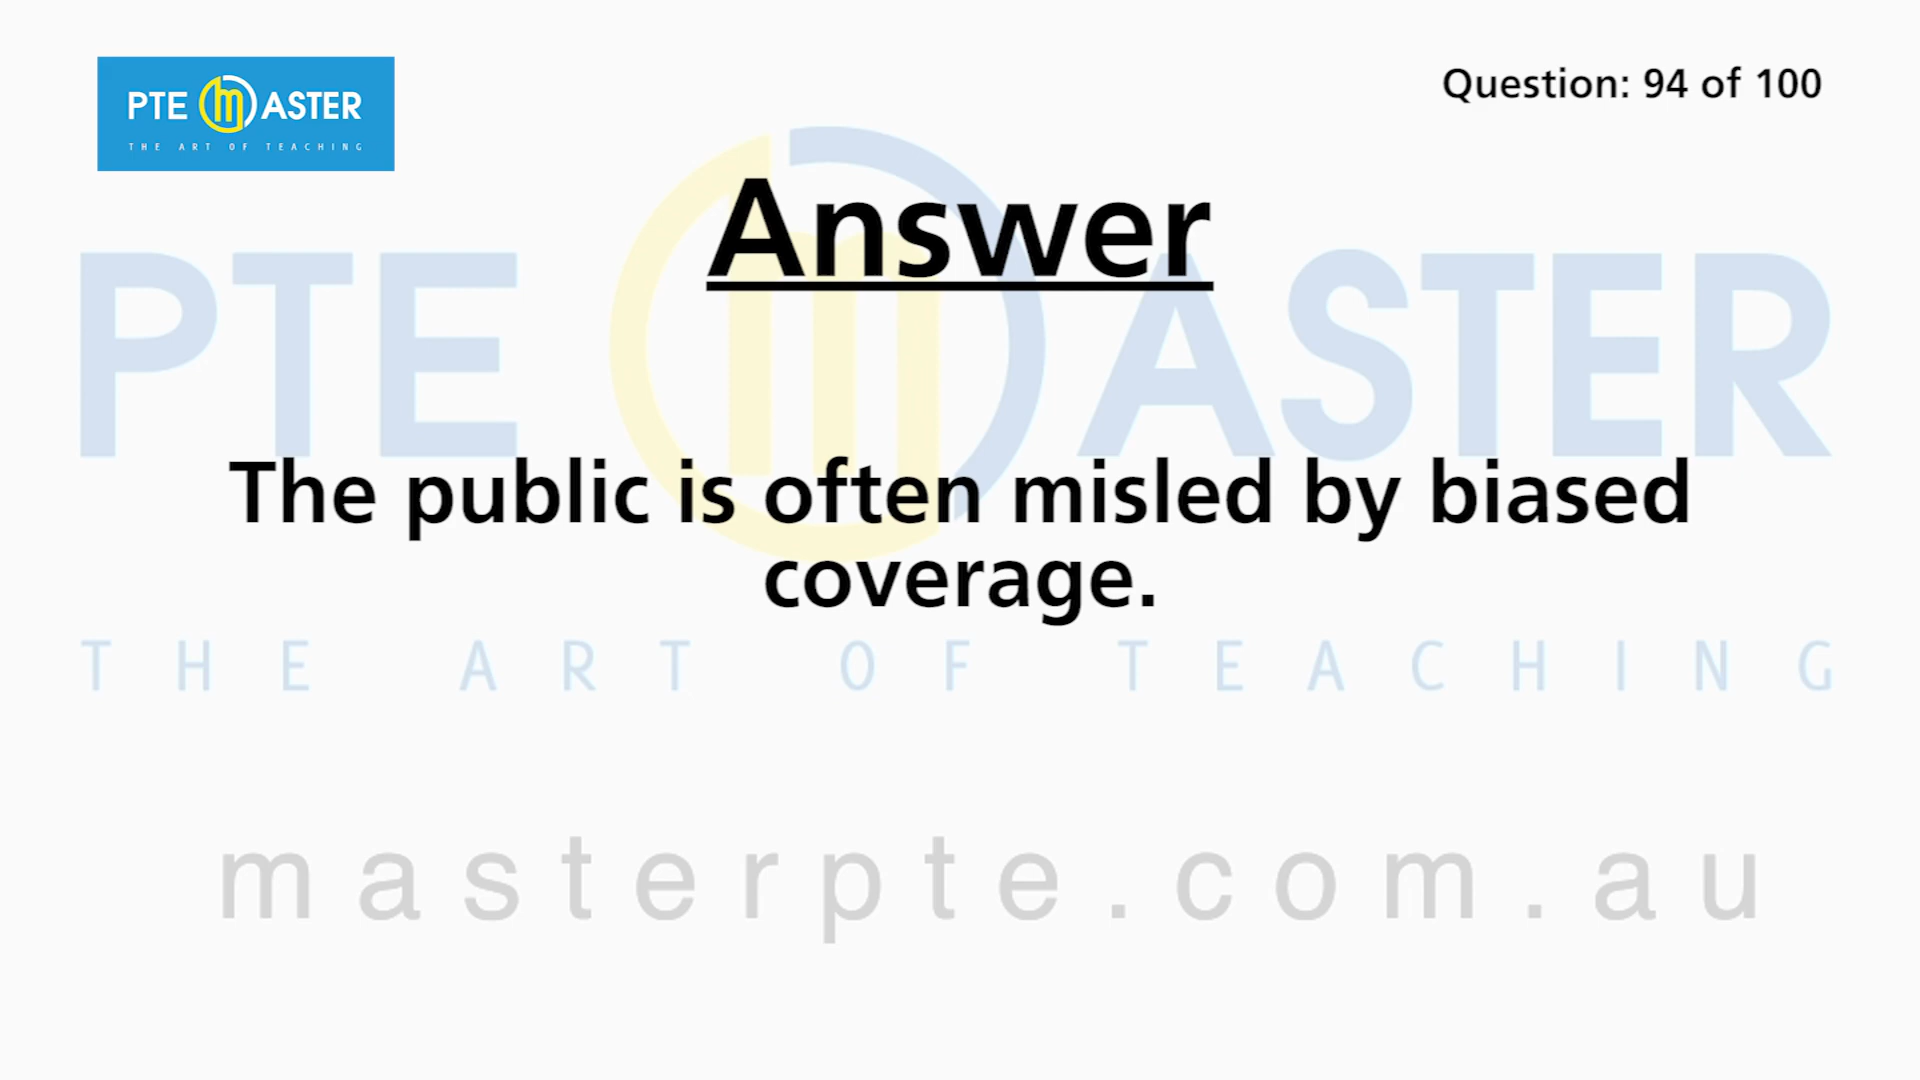 PTE MASTER
THE ART OF TEACHING
Question: 94 of 100
Answer
PTE MASTER
The public is often misled by biased
coverage.
THE ART OF TEACHING
masterpte.com.au